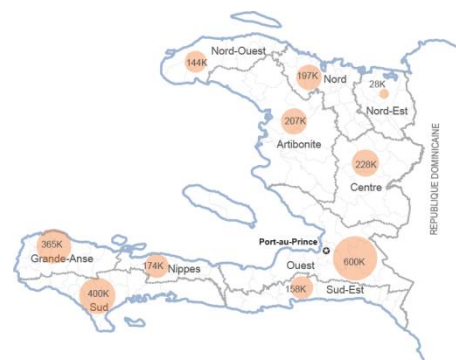 Nord-Ouest
144K
197K
Nord
28K
Nord-Est
207K
Artibonite
228K
Centre
REPUBLIQUE DOMINICAINE
365K
Grande-Anse
Port-au-Prince
174K
Nippes
Ouest
600K
400K
Sud
158K
Sud-Est